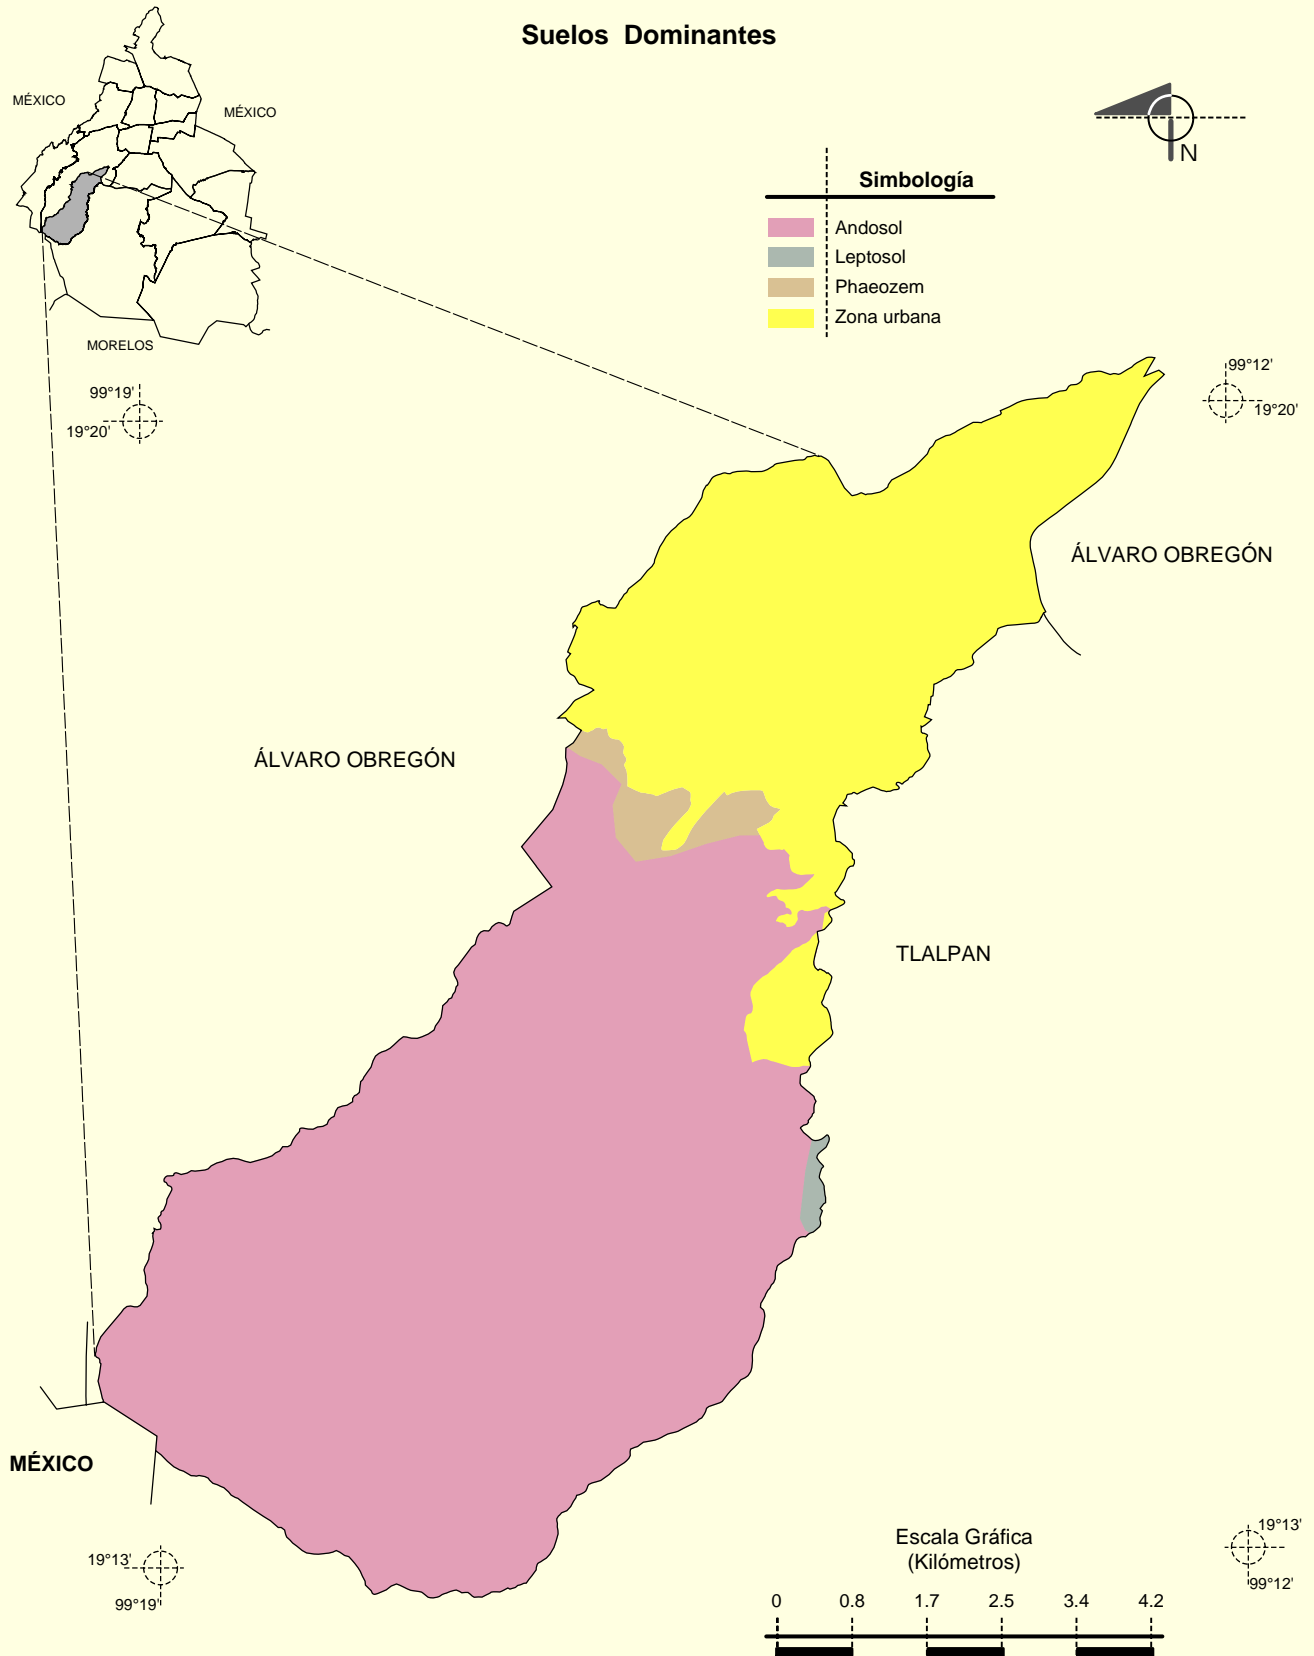 Suelos Dominantes
MÉXICO
MÉXICO
MORELOS
N
Simbología
Andosol
Leptosol
Phaeozem
Zona urbana
99°19'
19°20'
99°12'
19°20'
ÁLVARO OBREGÓN
ÁLVARO OBREGÓN
TLALPAN
MÉXICO
19°13'
99°19'
Escala Gráfica
(Kilómetros)
0 0.8 1.7 2.5 3.4 4.2
19°13'
99°12'